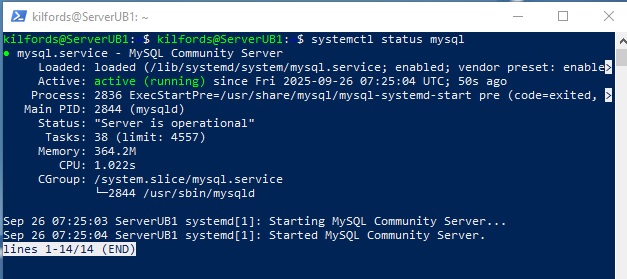 kilfords@ServerUB1: ~
kilfords@ServerUB1: $ kilfords@ServerUB1: $ systemctl status mysql
● mysql.service - MySQL Community Server
Loaded: loaded (/lib/systemd/system/mysql.service; enabled; vendor preset: enable>
Active: active (running) since Fri 2025-09-26 07:25:04 UTC; 50s ago
Process: 2836 ExecStartPre=/usr/share/mysql/mysql-systemd-start pre (code=exited, >
Main PID: 2844 (mysqld)
Status: "Server is operational"
Tasks: 38 (limit: 4557)
Memory: 364.2M
CPU: 1.022s
CGroup: /system.slice/mysql.service
└─2844 /usr/sbin/mysqld
Sep 26 07:25:03 ServerUB1 systemd[1]: Starting MySQL Community Server...
Sep 26 07:25:04 ServerUB1 systemd[1]: Started MySQL Community Server.
lines 1-14/14 (END)